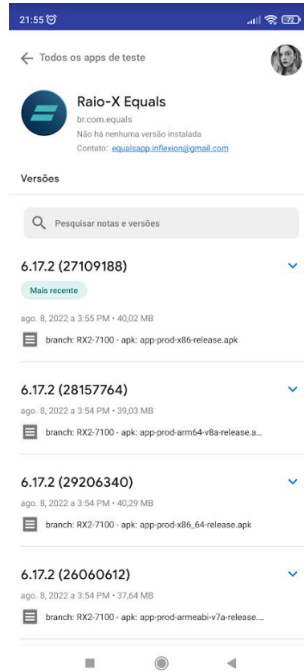 21:55
72
Todos os apps de teste
Raio-X Equals
br.com.equals
Não há nenhuma versão instalada
Contato: equalsapp.inflexion@gmail.com
Versões
Pesquisar notas e versões
6.17.2 (27109188)
Mais recente
ago. 8, 2022 a 3:55 PM • 40,02 MB
branch: RX2-7100 - apk: app-prod-x86-release.apk
6.17.2 (28157764)
ago. 8, 2022 a 3:54 PM • 39,03 MB
branch: RX2-7100 - apk: app-prod-arm64-v8a-release.a...
6.17.2 (29206340)
ago. 8, 2022 a 3:54 PM • 40,29 MB
branch: RX2-7100 - apk: app-prod-x86_64-release.apk
6.17.2 (26060612)
ago. 8, 2022 a 3:54 PM • 37,64 MB
branch: RX2-7100 - apk: app-prod-armeabi-v7a-release....